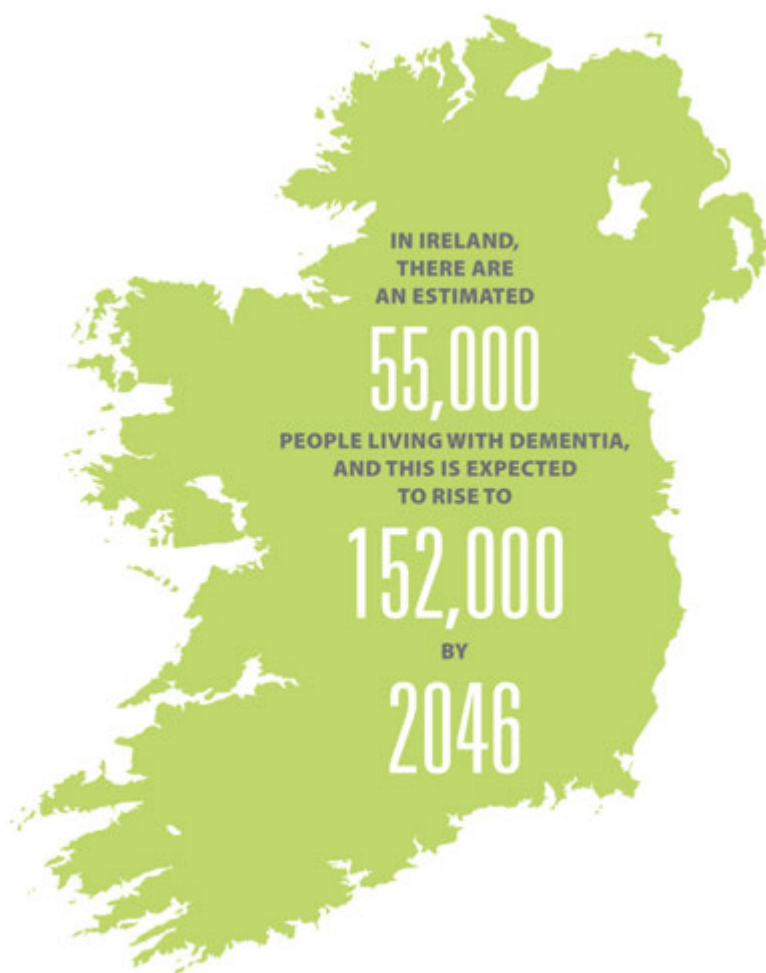 IN IRELAND,
THERE ARE
AN ESTIMATED
55,000
PEOPLE LIVING WITH DEMENTIA,
AND THIS IS EXPECTED
TO RISE TO
152,000
BY
2046